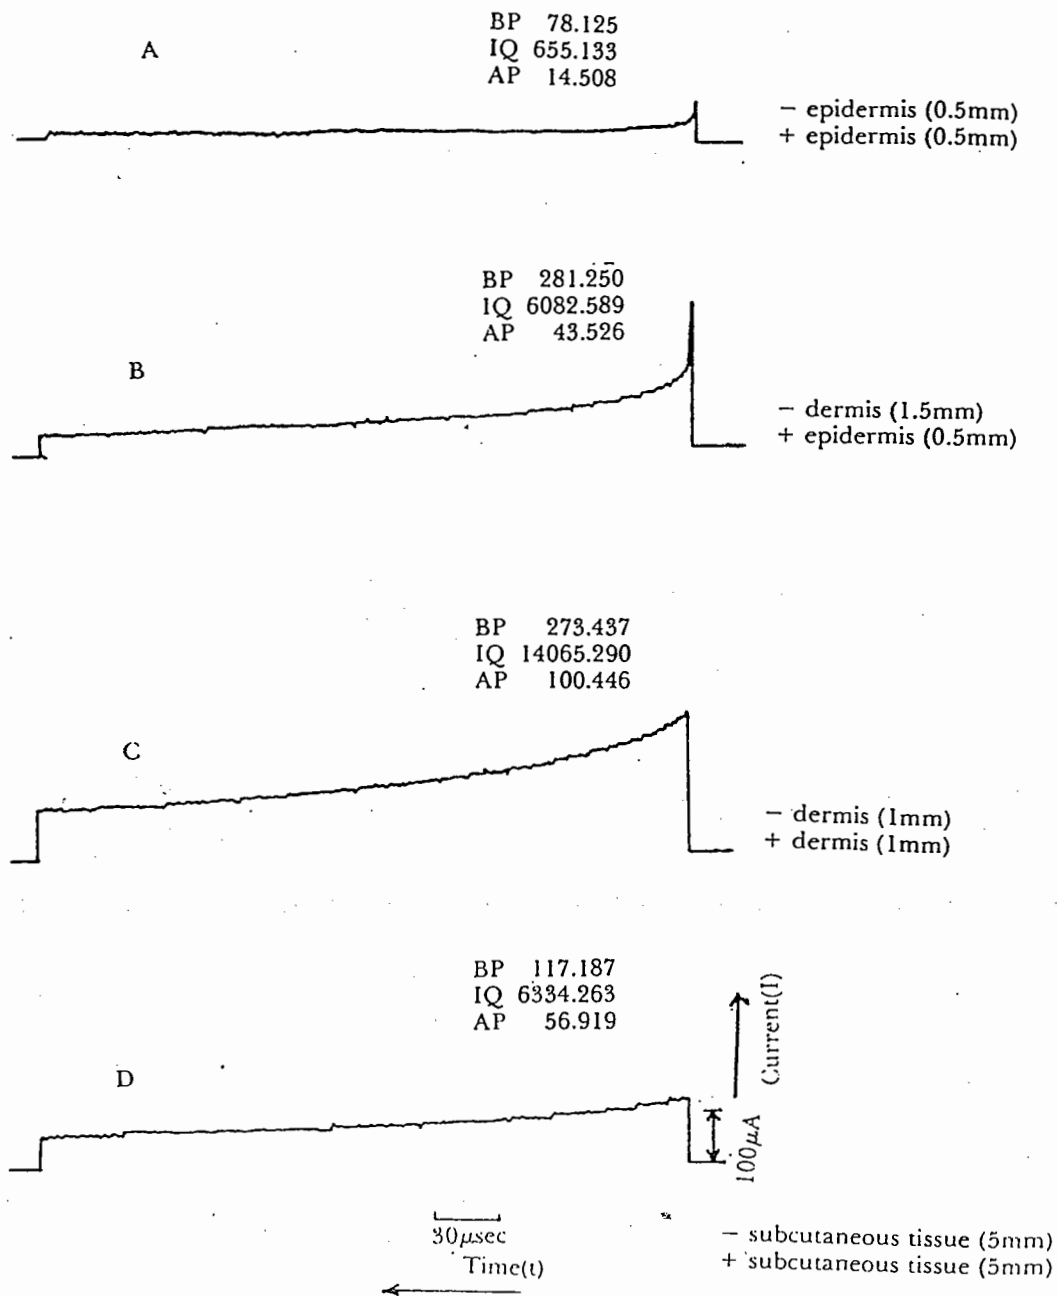 A
BP 78.125
IQ 655.133
AP 14.508
− epidermis (0.5mm)
+ epidermis (0.5mm)
B
BP 281.250
IQ 6082.589
AP 43.526
− dermis (1.5mm)
+ epidermis (0.5mm)
C
BP 273.437
IQ 14065.290
AP 100.446
− dermis (1mm)
+ dermis (1mm)
D
BP 117.187
IQ 6334.263
AP 56.919
Current(I)
100μA
30μsec
Time(t)
− subcutaneous tissue (5mm)
+ subcutaneous tissue (5mm)